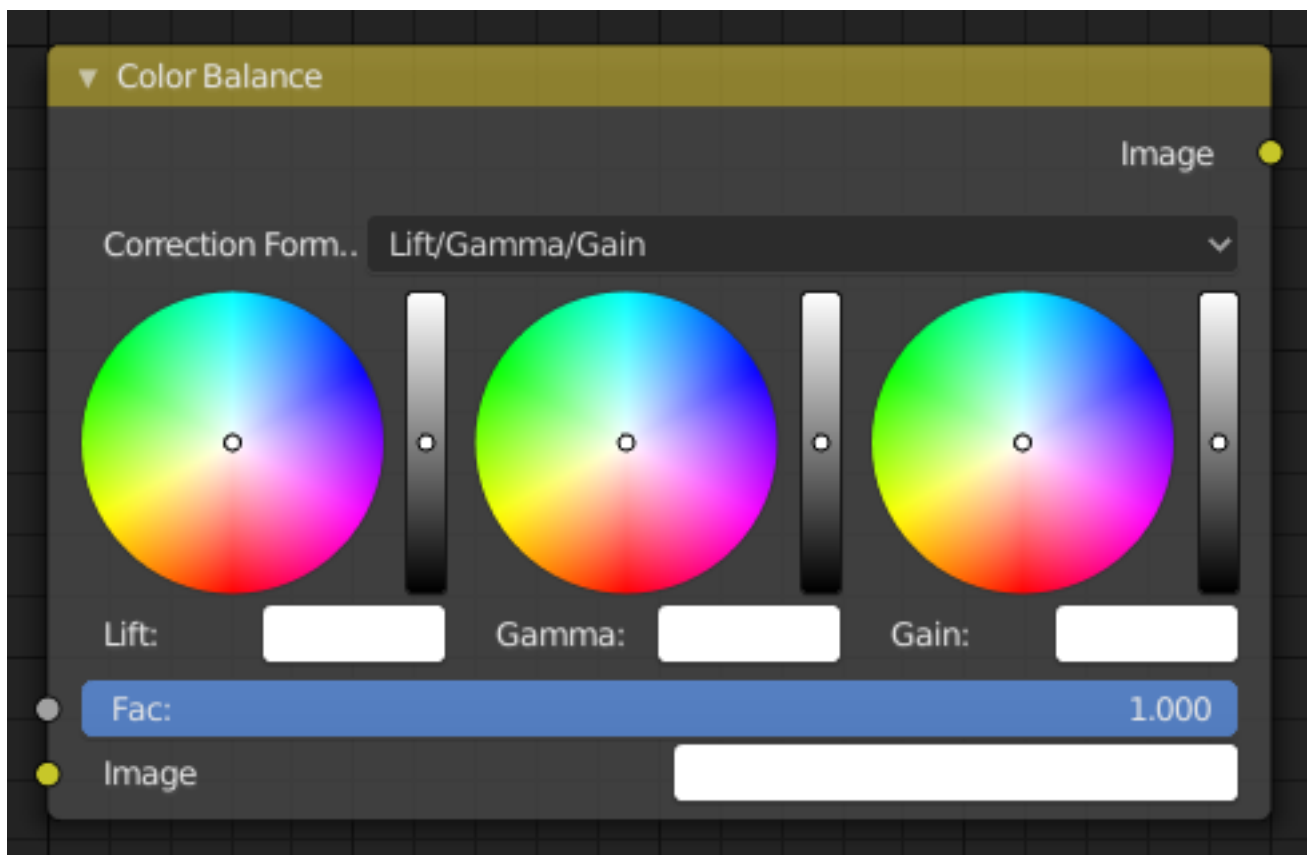 Color Balance
Image
Correction Form.. Lift/Gamma/Gain
Lift: Gamma: Gain:
Fac: 1.000
Image